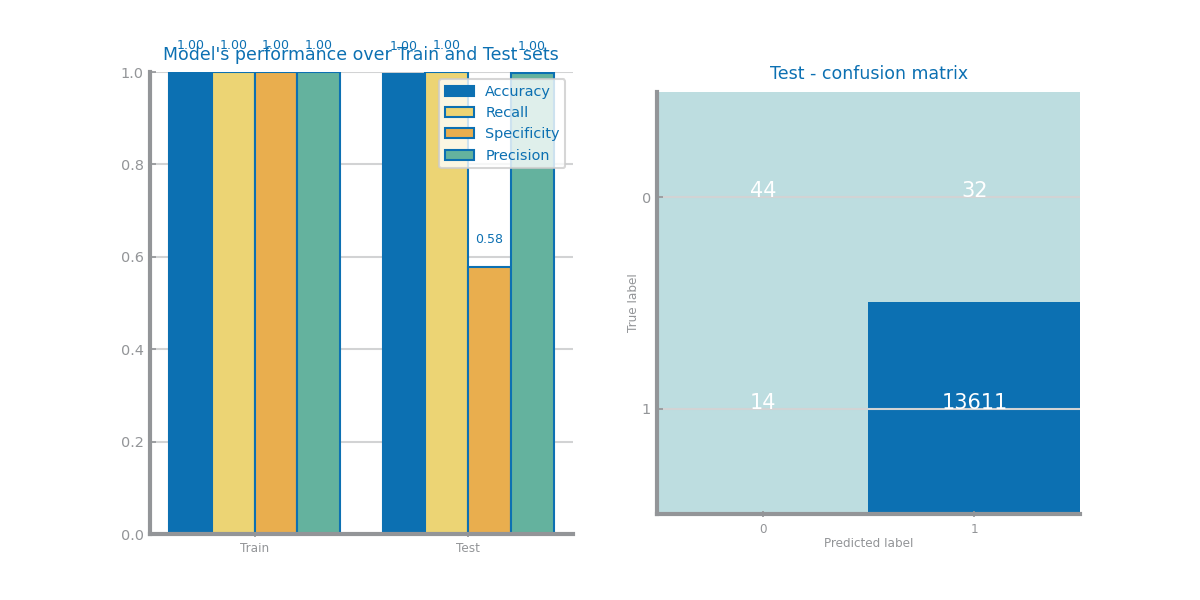 1.00 1.00 1.00 1.00 1.00 1.00 1.00
Model's performance over Train and Test sets
1.0
0.8
0.6
0.4
0.2
0.0
Accuracy
Recall
Specificity
Precision
0.58
Train Test
Test - confusion matrix
True label
0
1
44 32
14 13611
0 1
Predicted label